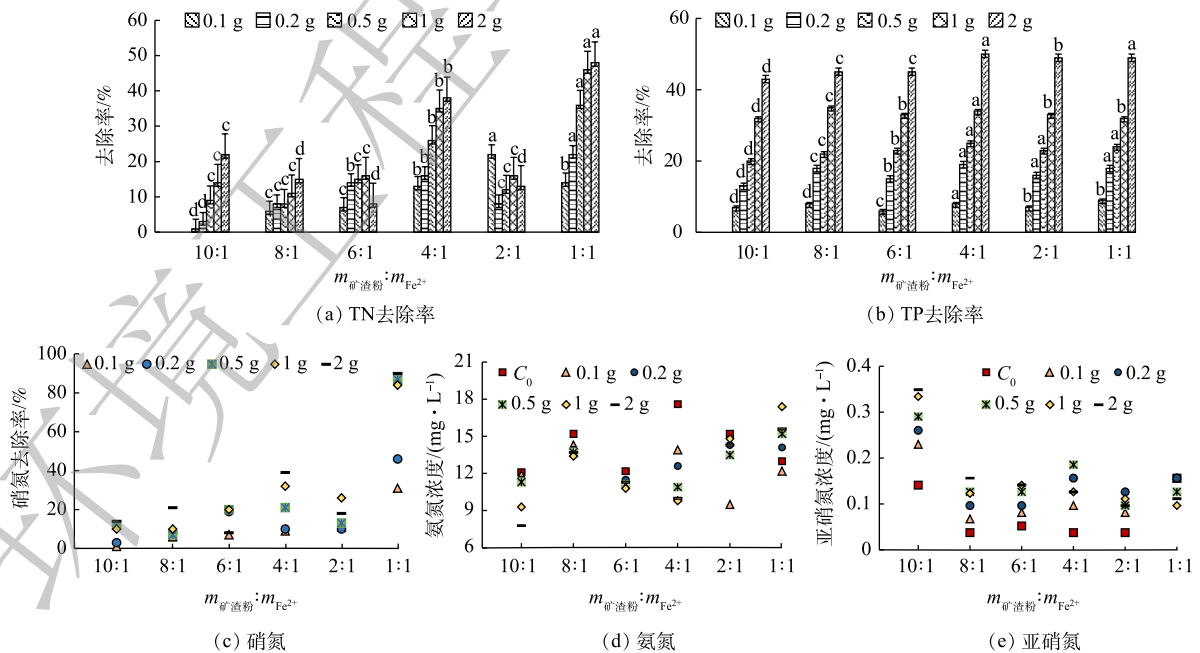 0.1 g 0.2 g 0.5 g 1 g 2 g
60
50
40
30
20
10
0
去除率/%
d d c c c
c c c c d
c c c c d
b b b b b
a b c c d
a a a a a
10∶1 8∶1 6∶1 4∶1 2∶1 1∶1
m矿渣粉∶mFe2+
(a) TN去除率
0.1 g 0.2 g 0.5 g 1 g 2 g
60
40
20
0
去除率/%
d d d d d
b c c c c
c b b b c
a a a a a
b b a b b
b a a b a
10∶1 8∶1 6∶1 4∶1 2∶1 1∶1
m矿渣粉∶mFe2+
(b) TP去除率
0.1 g 0.2 g 0.5 g 1 g 2 g
100
80
60
40
20
0
硝氮去除率/%
10∶1 8∶1 6∶1 4∶1 2∶1 1∶1
m矿渣粉∶mFe2+
(c) 硝氮
C0 0.1 g 0.2 g
0.5 g 1 g 2 g
21
18
15
12
9
6
氨氮浓度/(mg·L−1)
10∶1 8∶1 6∶1 4∶1 2∶1 1∶1
m矿渣粉∶mFe2+
(d) 氨氮
C0 0.1 g 0.2 g
0.5 g 1 g 2 g
0.4
0.3
0.2
0.1
0
亚硝氮浓度/(mg·L−1)
10∶1 8∶1 6∶1 4∶1 2∶1 1∶1
m矿渣粉∶mFe2+
(e) 亚硝氮
环境工程